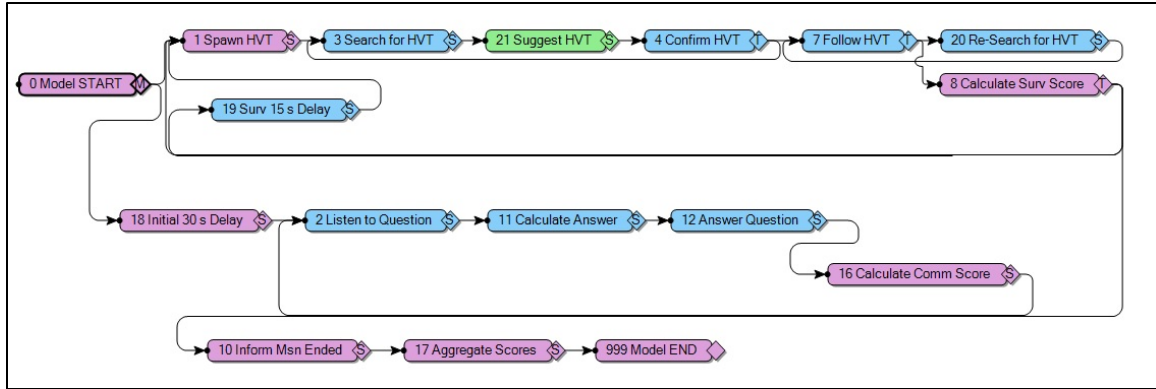 1 Spawn HVT S
3 Search for HVT S
21 Suggest HVT S
4 Confirm HVT T
7 Follow HVT T
20 Re-Search for HVT S
0 Model START M
8 Calculate Surv Score T
19 Surv 15 s Delay S
18 Initial 30 s Delay S
2 Listen to Question S
11 Calculate Answer S
12 Answer Question S
16 Calculate Comm Score S
10 Inform Msn Ended S
17 Aggregate Scores S
999 Model END